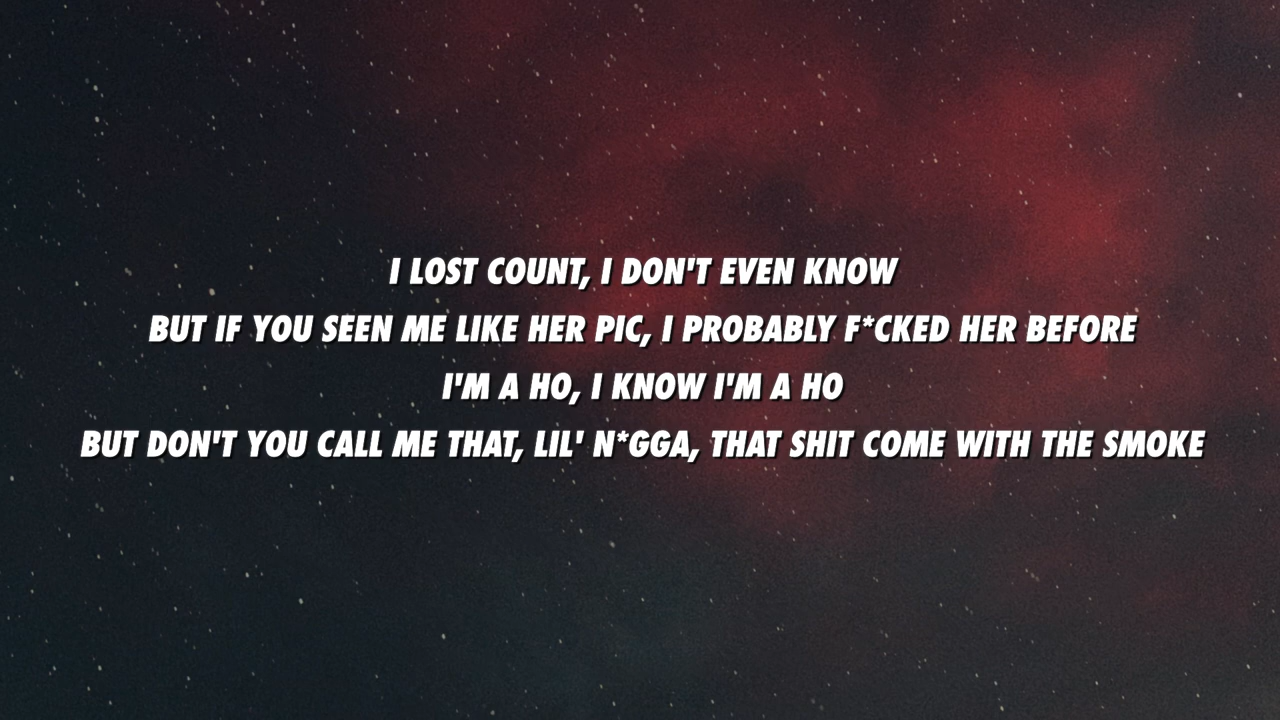 I LOST COUNT, I DON'T EVEN KNOW
BUT IF YOU SEEN ME LIKE HER PIC, I PROBABLY F*CKED HER BEFORE
I'M A HO, I KNOW I'M A HO
BUT DON'T YOU CALL ME THAT, LIL' N*GGA, THAT SHIT COME WITH THE SMOKE